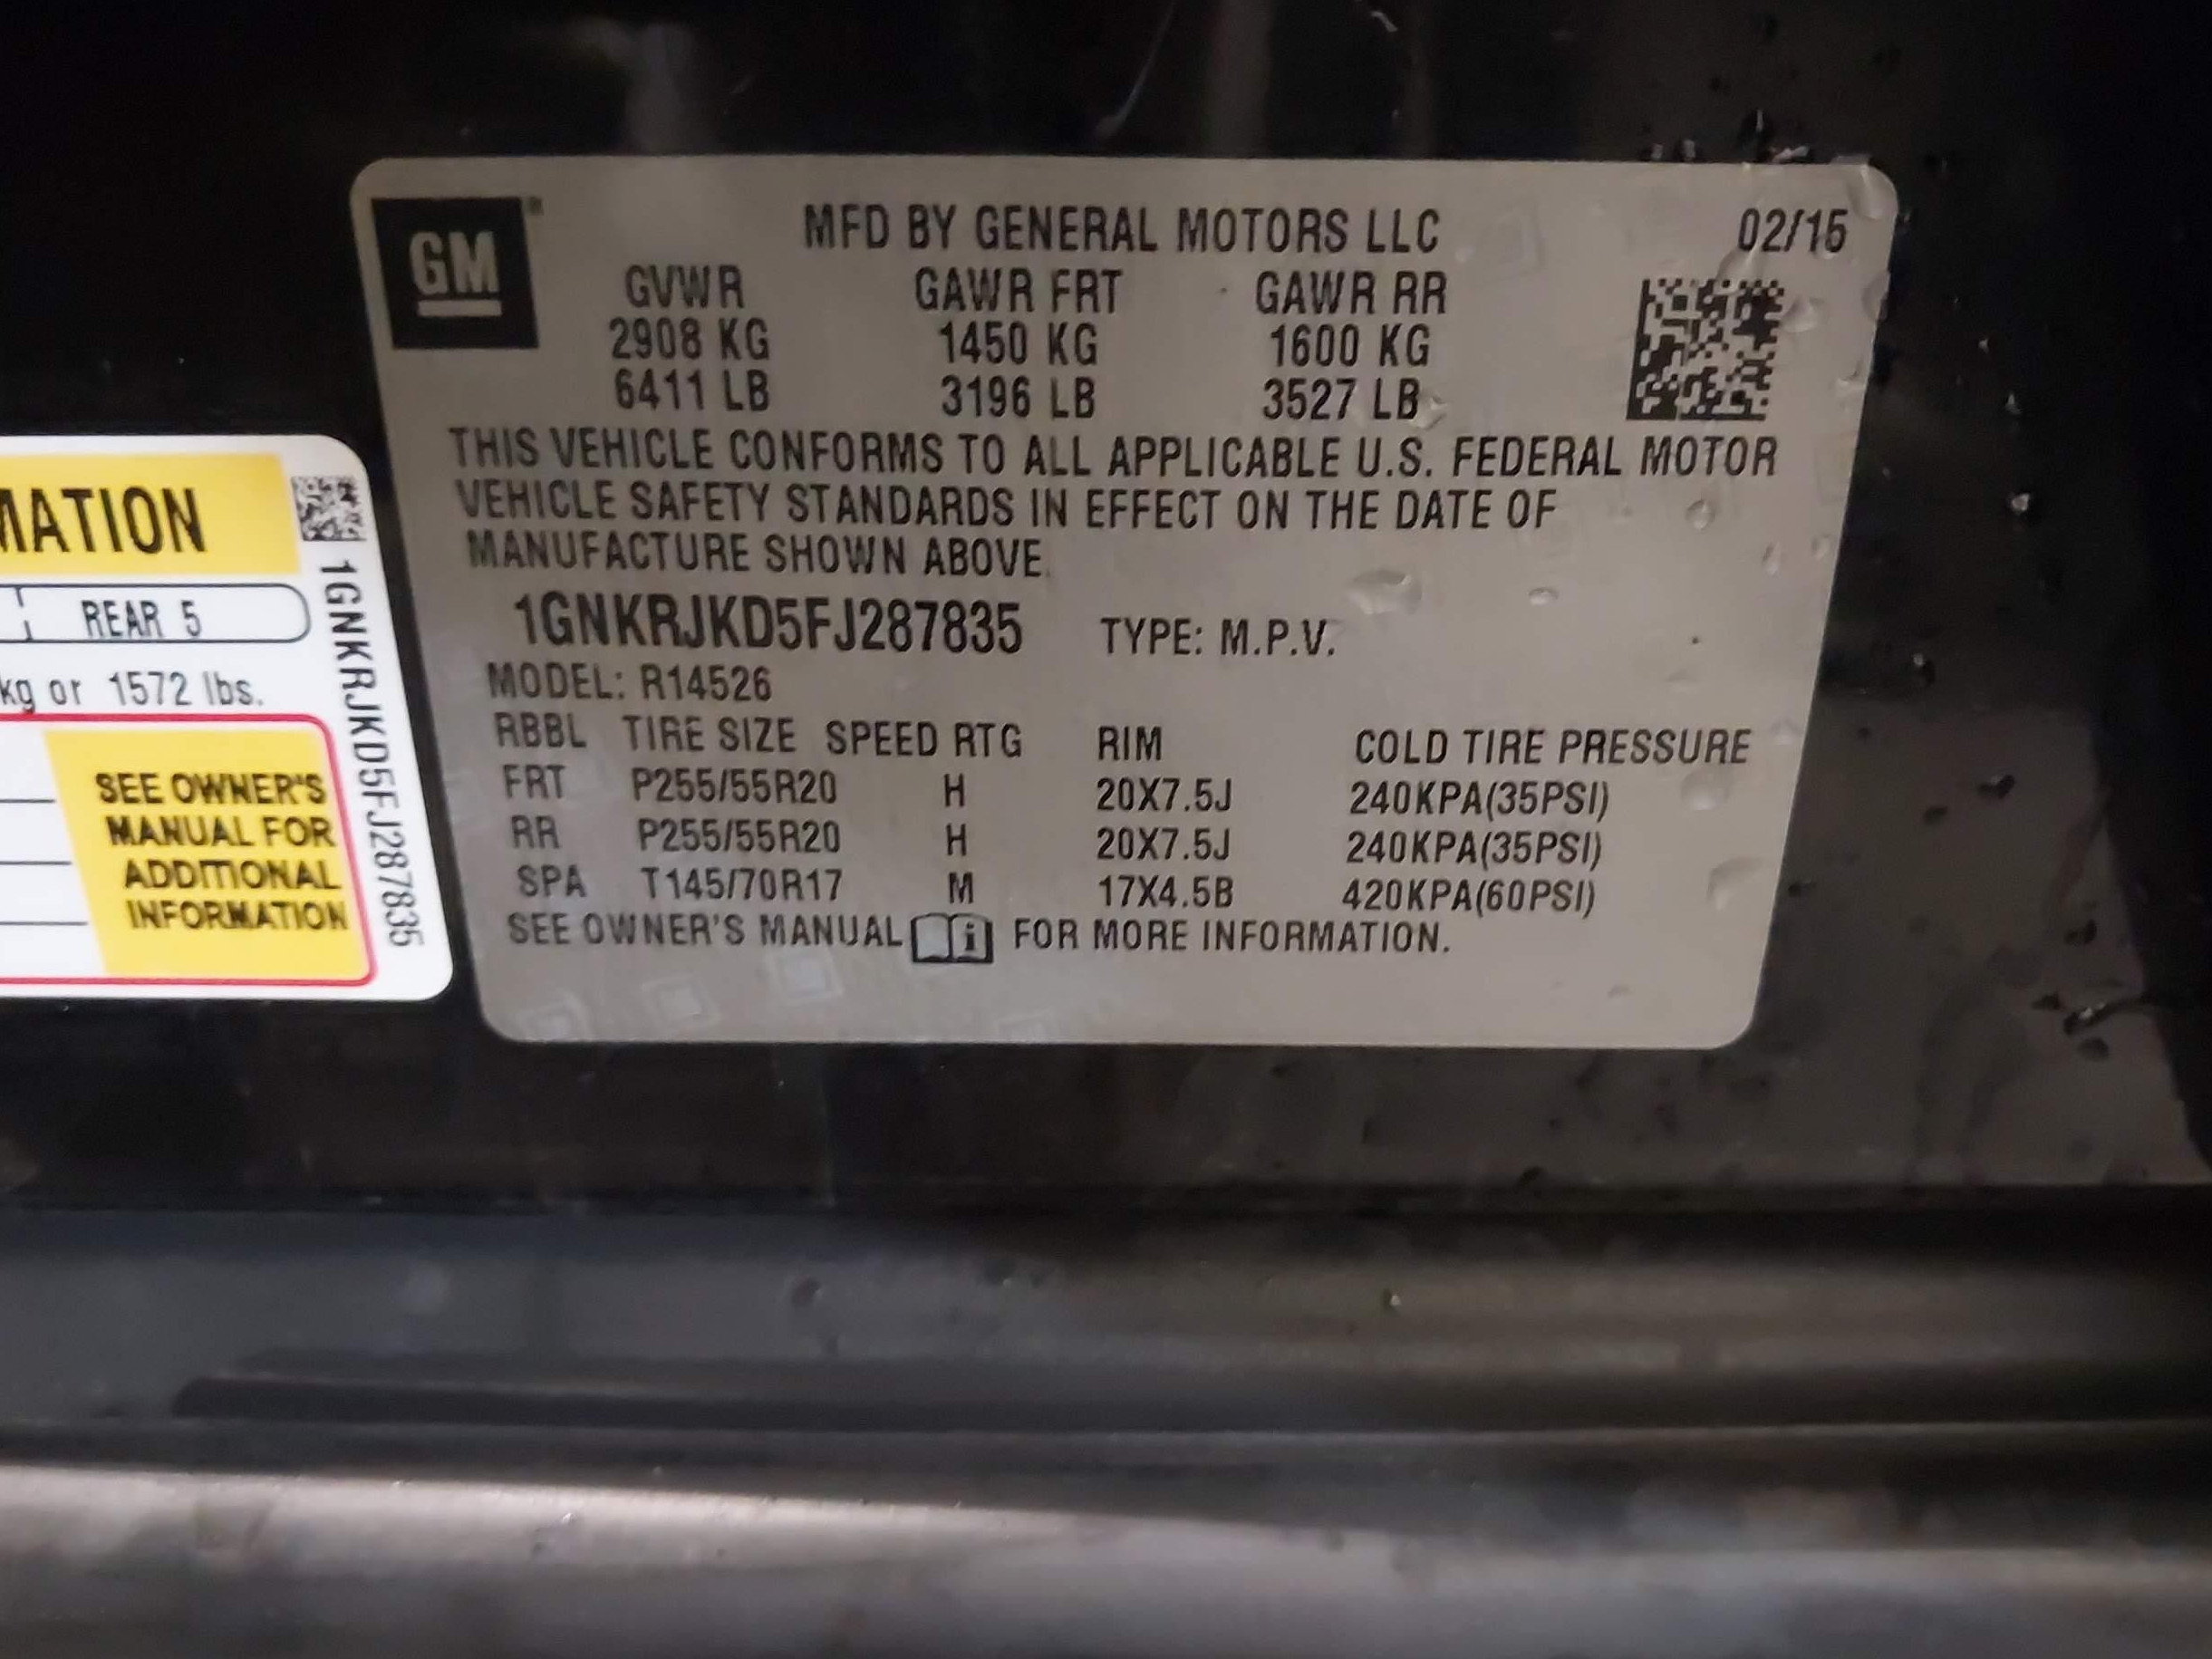 GM
MFD BY GENERAL MOTORS LLC 02/15
GVWR GAWR FRT GAWR RR
2908 KG 1450 KG 1600 KG
6411 LB 3196 LB 3527 LB
THIS VEHICLE CONFORMS TO ALL APPLICABLE U.S. FEDERAL MOTOR
VEHICLE SAFETY STANDARDS IN EFFECT ON THE DATE OF
MANUFACTURE SHOWN ABOVE.
1GNKRJKD5FJ287835 TYPE: M.P.V.
MODEL: R14526
RBBL TIRE SIZE SPEED RTG RIM COLD TIRE PRESSURE
FRT P255/55R20 H 20X7.5J 240KPA(35PSI)
RR P255/55R20 H 20X7.5J 240KPA(35PSI)
SPA T145/70R17 M 17X4.5B 420KPA(60PSI)
SEE OWNER'S MANUAL i FOR MORE INFORMATION.
MATION
REAR 5
kg or 1572 lbs.
SEE OWNER'S
MANUAL FOR
ADDITIONAL
INFORMATION
1GNKRJKD5FJ287835